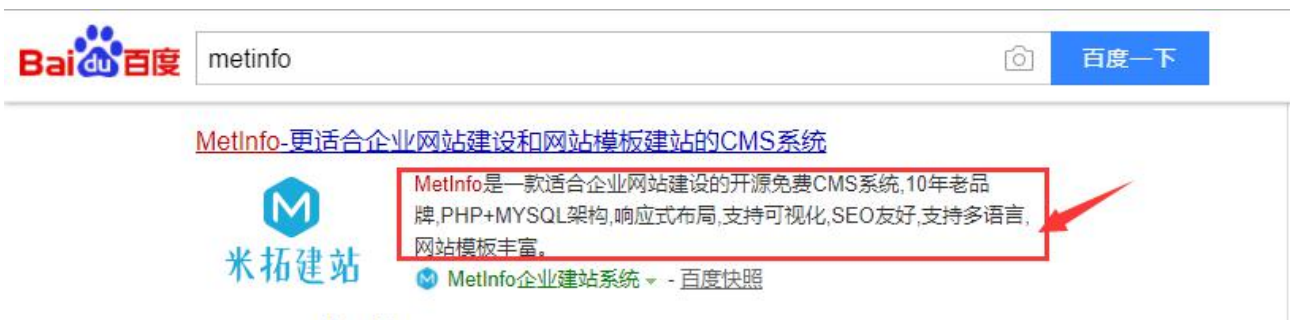 Bai du 百度
metinfo
百度一下
MetInfo-更适合企业网站建设和网站模板建站的CMS系统
MetInfo是一款适合企业网站建设的开源免费CMS系统,10年老品
牌,PHP+MYSQL架构,响应式布局,支持可视化,SEO友好,支持多语言,
网站模板丰富。
米拓建站
MetInfo企业建站系统 - 百度快照